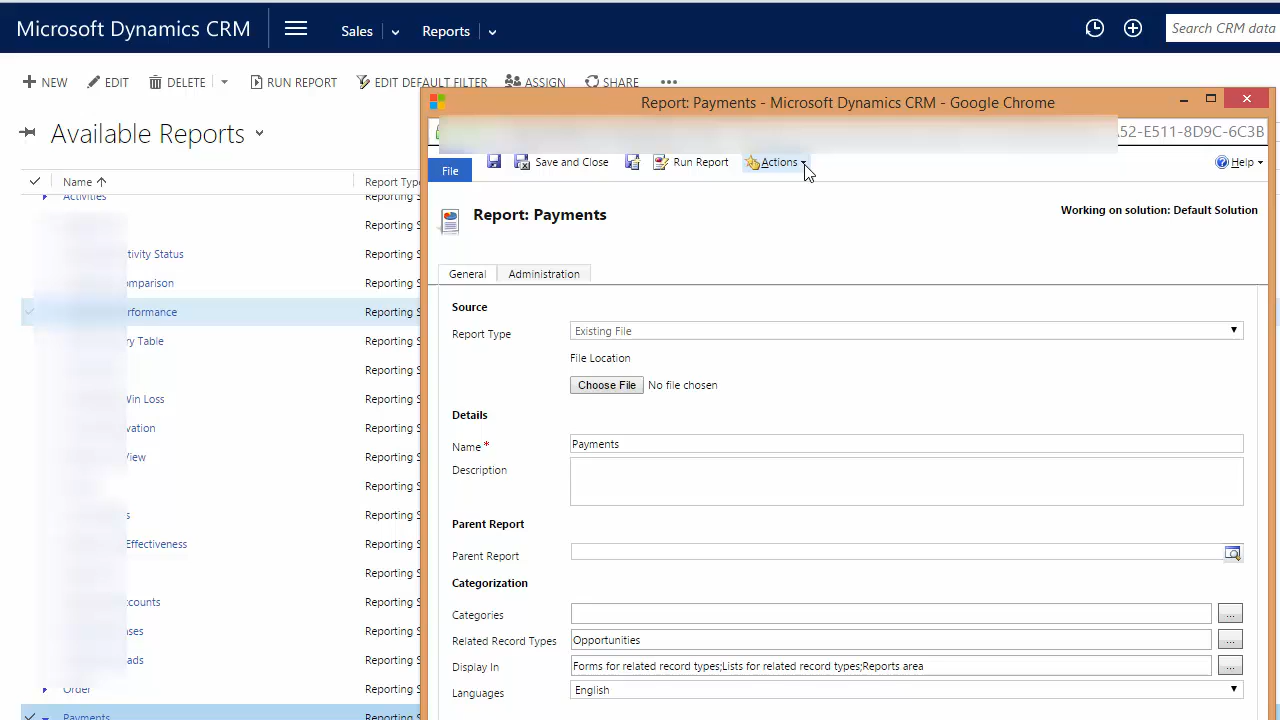 Microsoft Dynamics CRM
Sales
Reports
Search CRM data
NEW
EDIT
DELETE
RUN REPORT
EDIT DEFAULT FILTER
ASSIGN
SHARE
Available Reports
Name
Report Type
Activities
Reporting S
tivity Status
Reporting S
mparison
Reporting S
rformance
Reporting S
ry Table
Reporting S
Reporting S
Win Loss
Reporting S
vation
Reporting S
View
Reporting S
Reporting S
s
Reporting S
Effectiveness
Reporting S
Reporting S
counts
Reporting S
ses
Reporting S
ads
Reporting S
Order
Reporting S
Payments
Reporting S
Report: Payments - Microsoft Dynamics CRM - Google Chrome
52-E511-8D9C-6C3B
File
Save and Close
Run Report
Actions
Help
Report: Payments
Working on solution: Default Solution
General
Administration
Source
Report Type
Existing File
File Location
Choose File No file chosen
Details
Name* Payments
Description
Parent Report
Parent Report
Categorization
Categories
...
Related Record Types Opportunities
...
Display In Forms for related record types;Lists for related record types;Reports area
...
Languages English